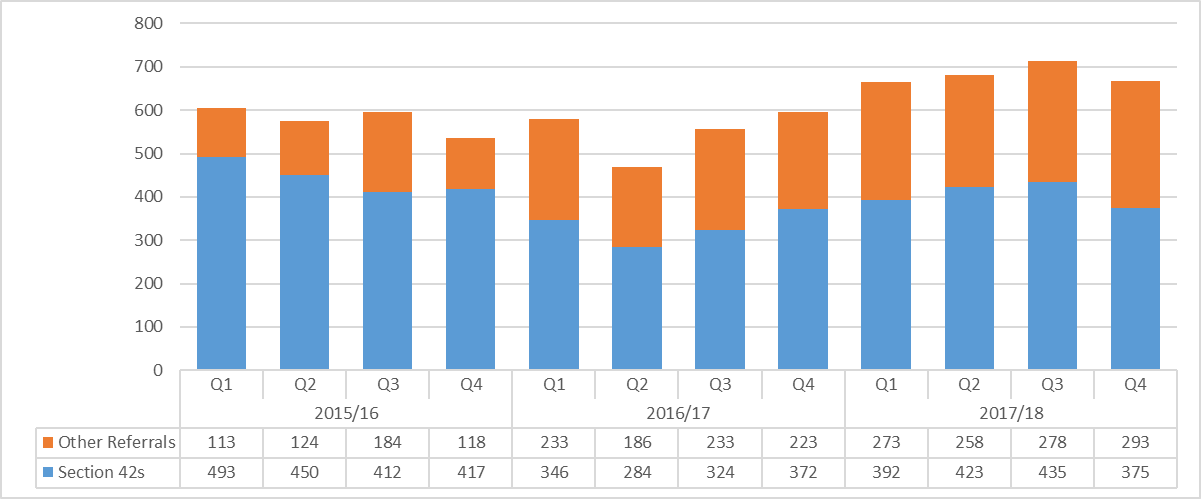 800
700
600
500
400
300
200
100
0
Q1 Q2 Q3 Q4 Q1 Q2 Q3 Q4 Q1 Q2 Q3 Q4
2015/16 2016/17 2017/18
Other Referrals 113 124 184 118 233 186 233 223 273 258 278 293
Section 42s 493 450 412 417 346 284 324 372 392 423 435 375